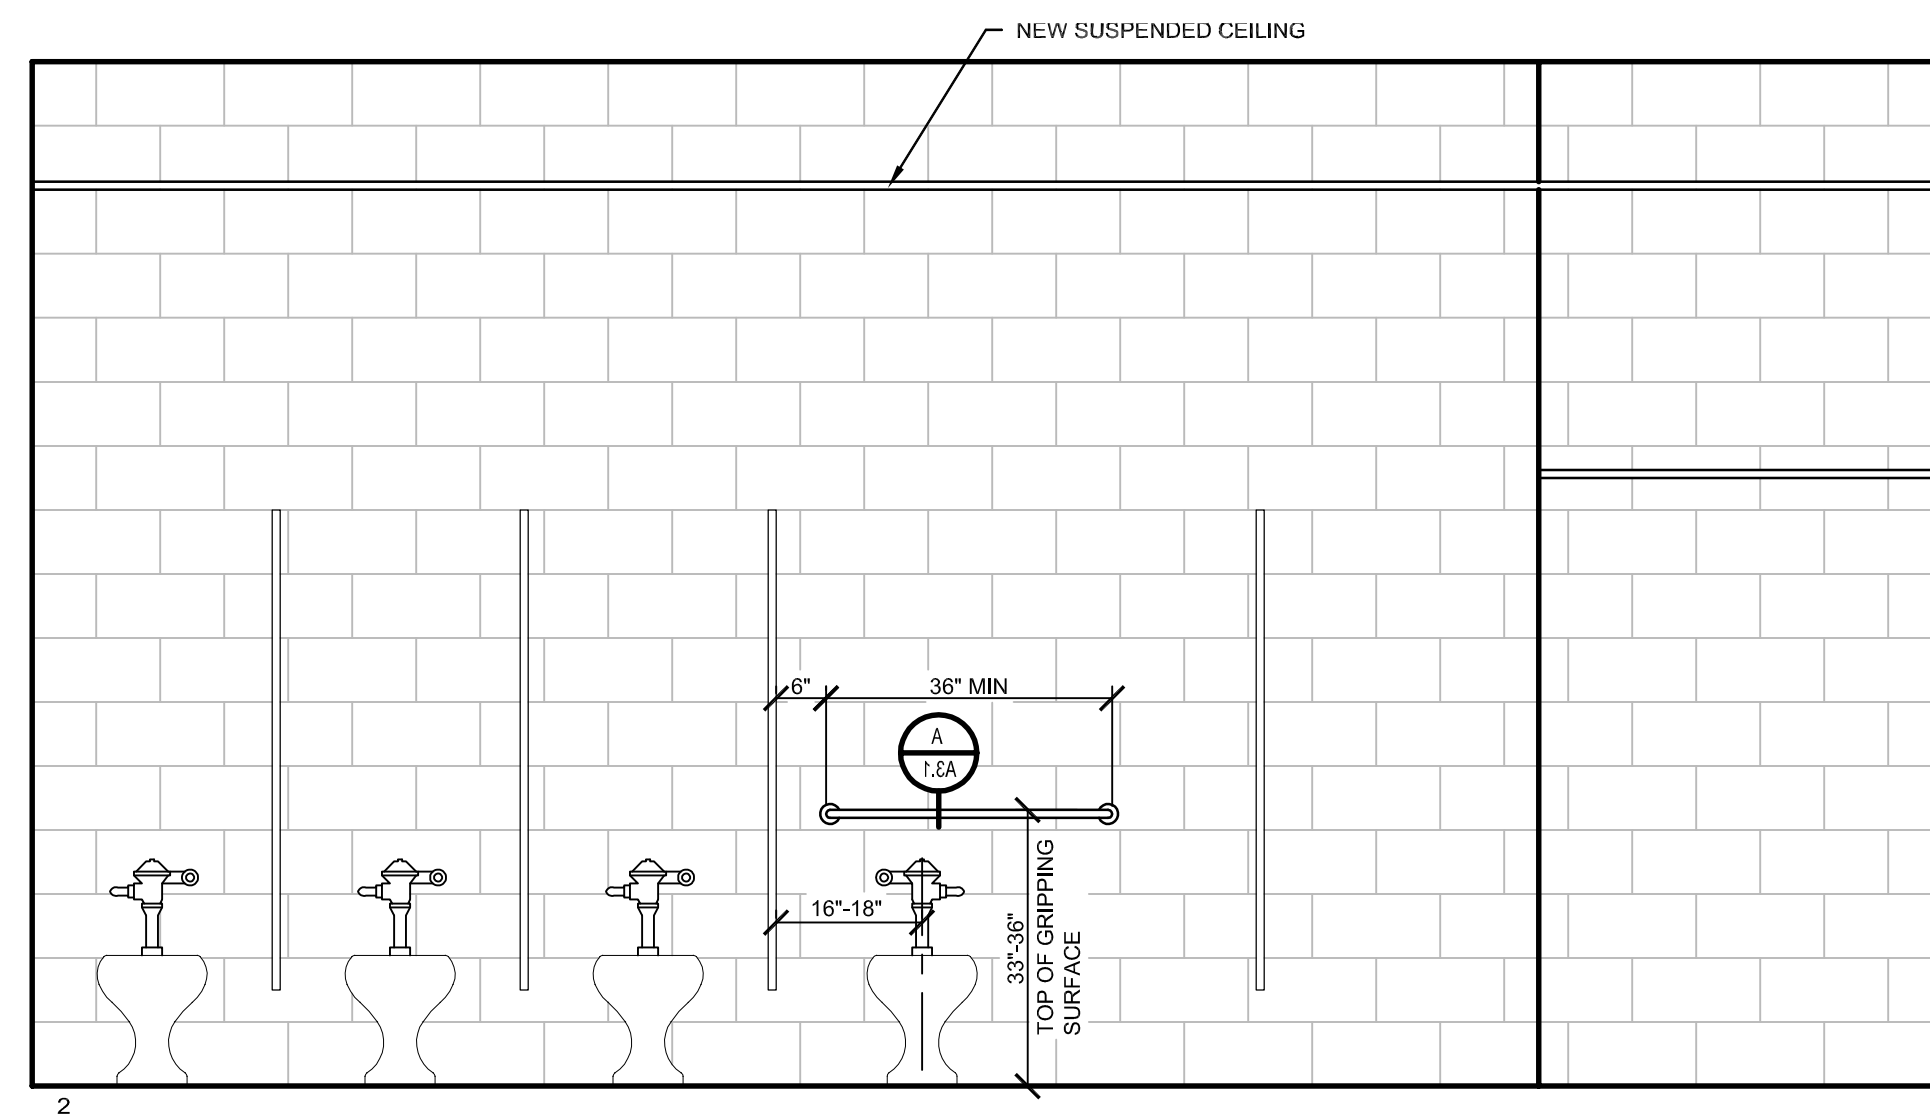 NEW SUSPENDED CEILING
6"
36" MIN
A
A3.1
16"-18"
33"-36"
TOP OF GRIPPING
SURFACE
2